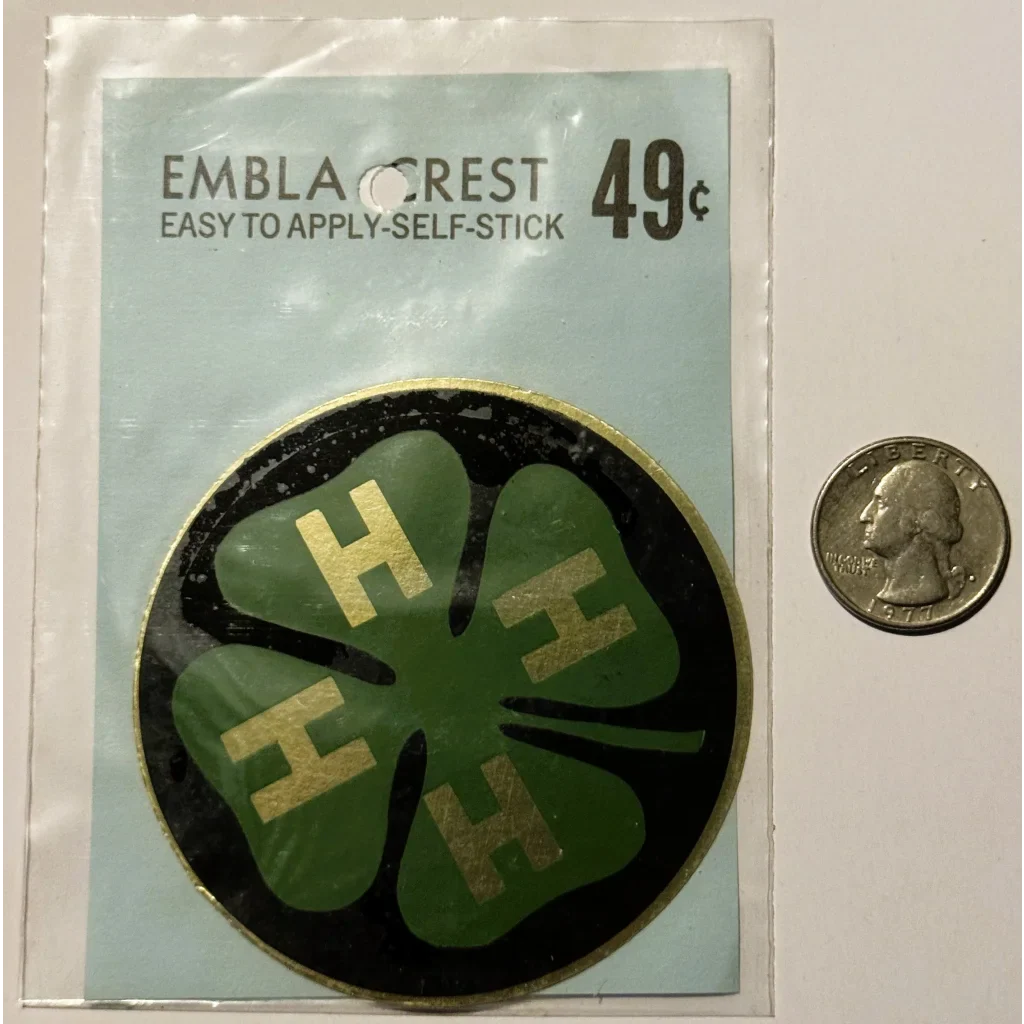 EMBLA CREST
EASY TO APPLY-SELF-STICK
49¢
H
H
H
H
LIBERTY
IN GOD WE
TRUST
1977